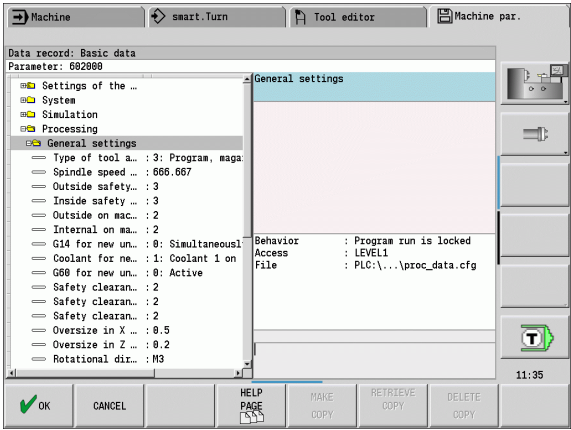 Machine
smart.Turn
Tool editor
Machine par.
Data record: Basic data
Parameter: 602000
Settings of the …
System
Simulation
Processing
General settings
Type of tool a… : 3: Program, maga
Spindle speed … : 666.667
Outside safety… : 3
Inside safety … : 3
Outside on mac… : 2
Internal on ma… : 2
G14 for new un… : 0: Simultaneousl
Coolant for ne… : 1: Coolant 1 on
G60 for new un… : 0: Active
Safety clearan… : 2
Safety clearan… : 2
Safety clearan… : 2
Oversize in X … : 0.5
Oversize in Z … : 0.2
Rotational dir… : M3
General settings
Behavior : Program run is locked
Access : LEVEL1
File : PLC:\...\proc_data.cfg
T
11:35
OK
CANCEL
HELP
PAGE
MAKE
COPY
RETRIEVE
COPY
DELETE
COPY